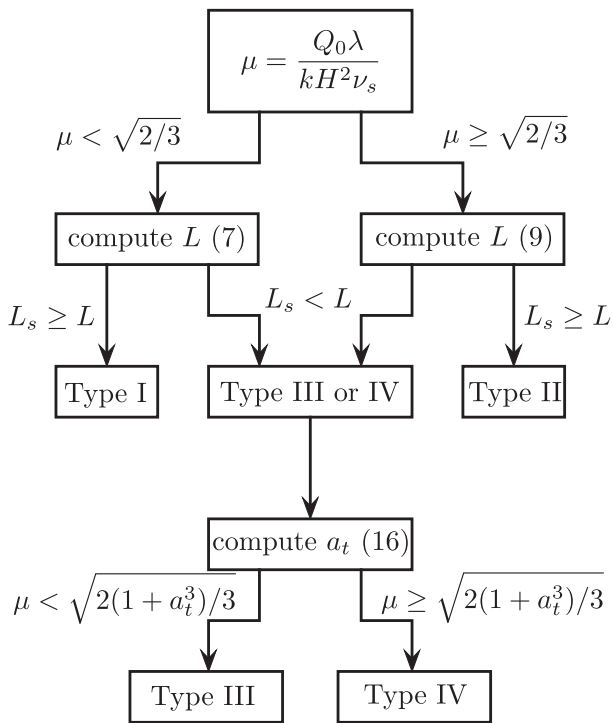 μ = Q₀λ / kH²νₛ
μ < √2/3
μ ≥ √2/3
compute L (7)
compute L (9)
Lₛ ≥ L
Lₛ < L
Lₛ ≥ L
Type I
Type III or IV
Type II
compute aₜ (16)
μ < √2(1 + aₜ³)/3
μ ≥ √2(1 + aₜ³)/3
Type III
Type IV